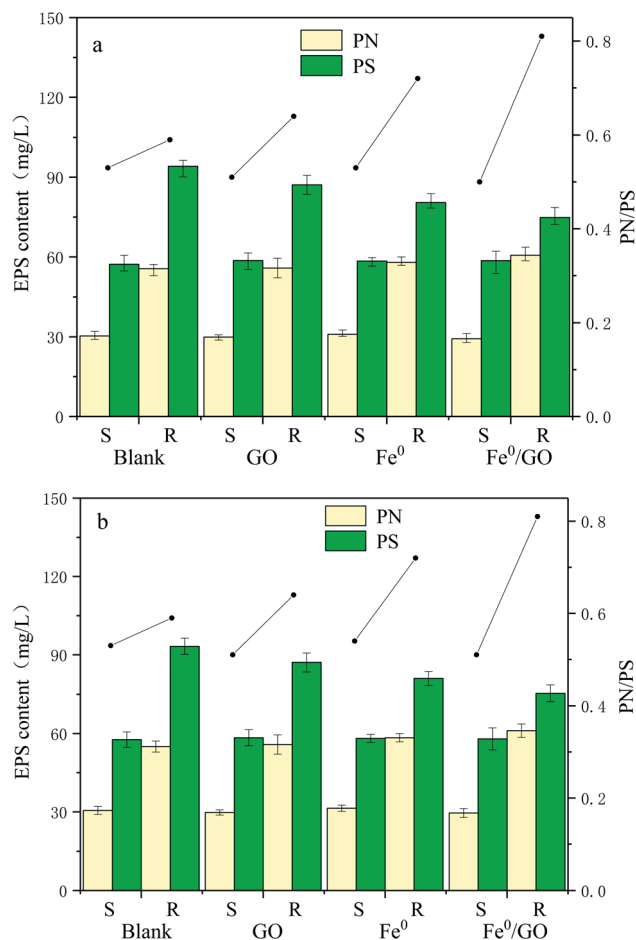 a
PN
PS
150
120
90
60
30
0
EPS content（mg/L）
0.8
0.6
0.4
0.2
0.0
PN/PS
S R S R S R S R
Blank GO Fe⁰ Fe⁰/GO
b
PN
PS
150
120
90
60
30
0
EPS content（mg/L）
0.8
0.6
0.4
0.2
0.0
PN/PS
S R S R S R S R
Blank GO Fe⁰ Fe⁰/GO